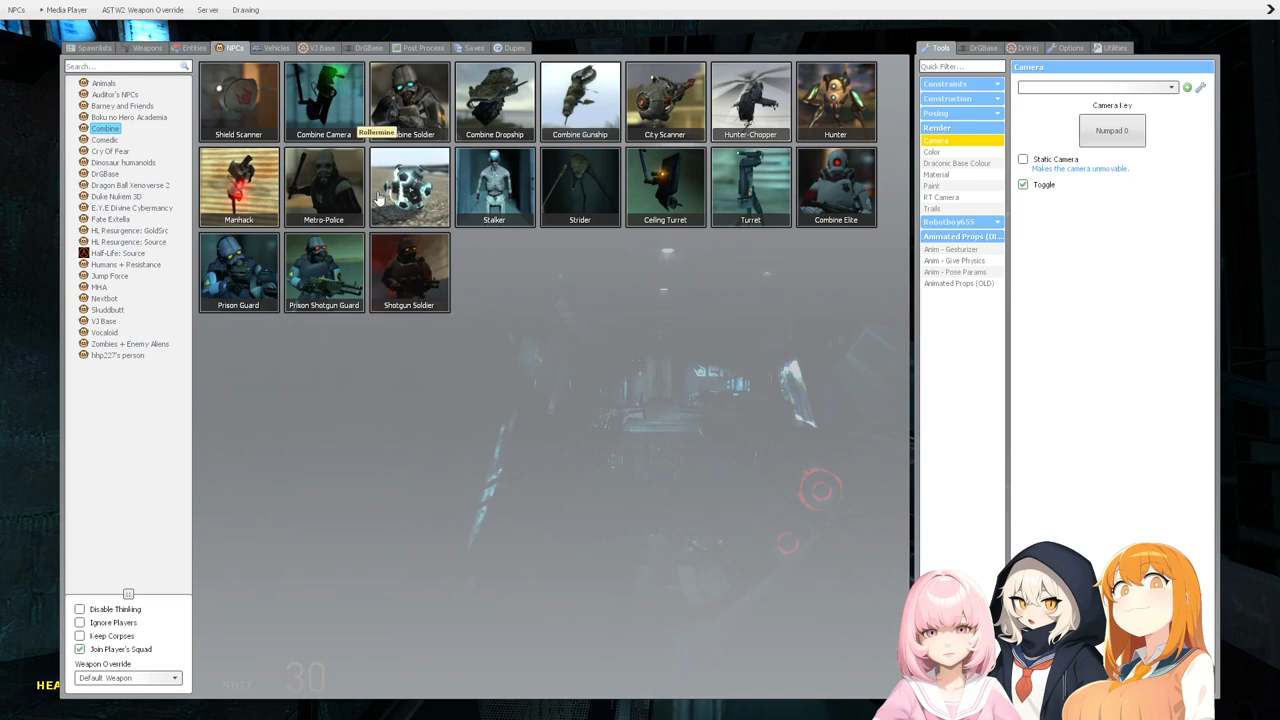 NPCs ▸ Media Player ASTW2 Weapon Override Server Drawing
Spawnlists Weapons Entities NPCs Vehicles VJ Base DrGBase Post Process Saves Dupes
Search...
Animals
Auditor's NPCs
Barney and Friends
Boku no Hero Academia
Combine
Comedic
Cry Of Fear
Dinosaur humanoids
DrGBase
Dragon Ball Xenoverse 2
Duke Nukem 3D
E.Y.E Divine Cybermancy
Fate Extella
HL Resurgence: GoldSrc
HL Resurgence: Source
Half-Life: Source
Humans + Resistance
Jump Force
MHA
Nextbot
Skuddbutt
VJ Base
Vocaloid
Zombies + Enemy Aliens
hhp227's person
Disable Thinking
Ignore Players
Keep Corpses
Join Player's Squad
Weapon Override
Default Weapon
Shield Scanner Combine Camera Soldier Combine Dropship Combine Gunship City Scanner Hunter-Chopper Hunter
Rollermine
Manhack Metro-Police Stalker Strider Ceiling Turret Turret Combine Elite
Prison Guard Prison Shotgun Guard Shotgun Soldier
30
Tools DrGBase DrVrej Options Utilities
Quick Filter...
Constraints
Construction
Posing
Render
Camera
Color
Draconic Base Colour
Material
Paint
RT Camera
Trails
Robotboy655
Animated Props (OL...
Anim - Gesturizer
Anim - Give Physics
Anim - Pose Params
Animated Props (OLD)
Camera
Camera Key
Numpad 0
Static Camera
Makes the camera unmovable.
Toggle